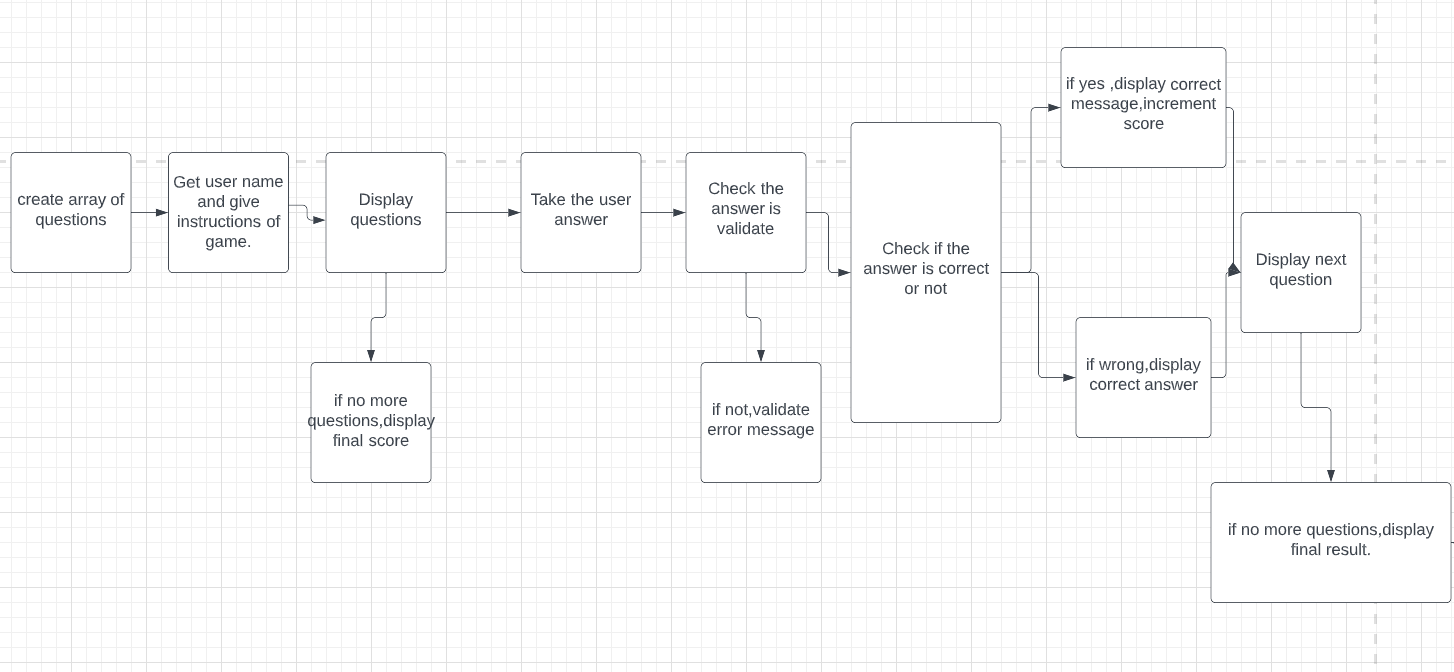 create array of
questions
Get user name
and give
instructions of
game.
Display
questions
if no more
questions,display
final score
Take the user
answer
Check the
answer is
validate
if not,validate
error message
Check if the
answer is correct
or not
if yes ,display correct
message,increment
score
if wrong,display
correct answer
Display next
question
if no more questions,display
final result.